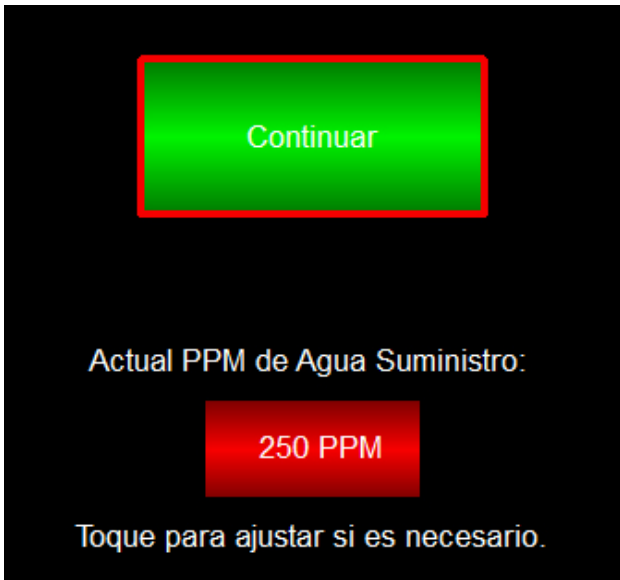 Continuar
Actual PPM de Agua Suministro:
250 PPM
Toque para ajustar si es necesario.